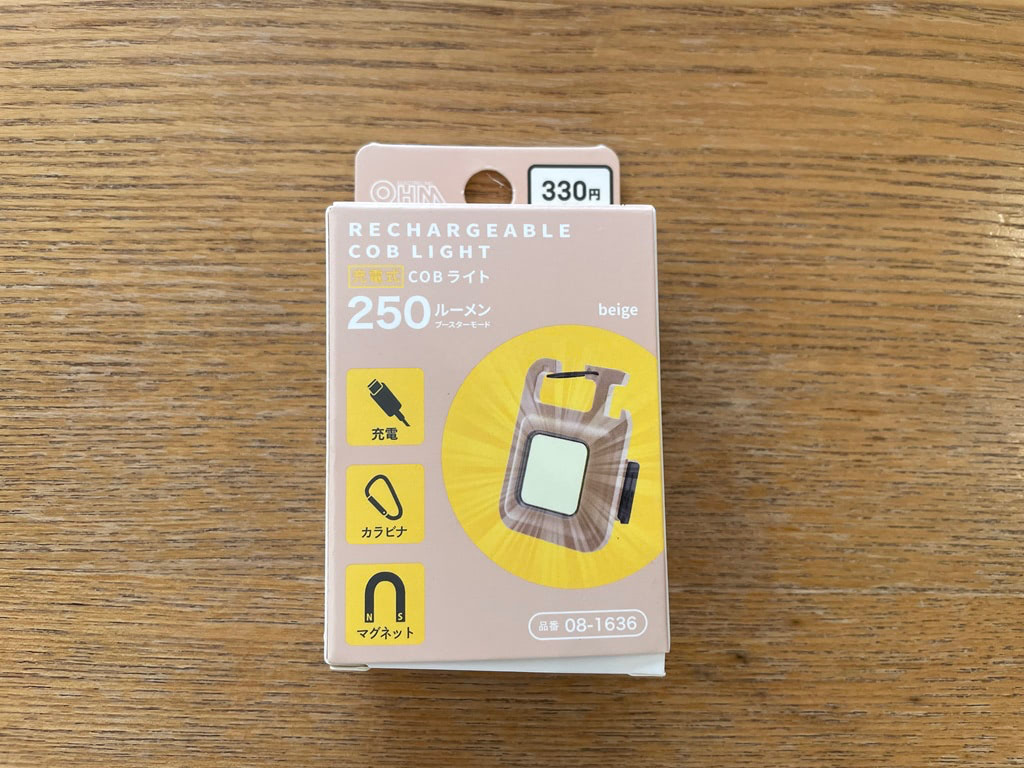 OHM
330円
RECHARGEABLE
COB LIGHT
充電式 COBライト
250ルーメン
ブースターモード
beige
充電
カラビナ
N S
マグネット
品番 08-1636